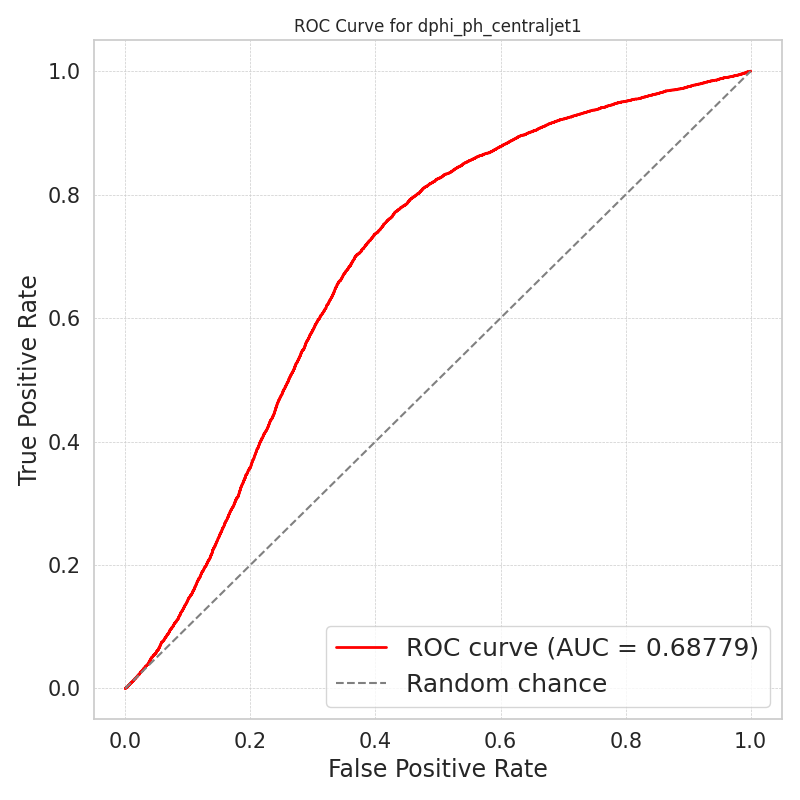 ROC Curve for dphi_ph_centraljet1
True Positive Rate
1.0
0.8
0.6
0.4
0.2
0.0
ROC curve (AUC = 0.68779)
Random chance
0.0
0.2
0.4
0.6
0.8
1.0
False Positive Rate